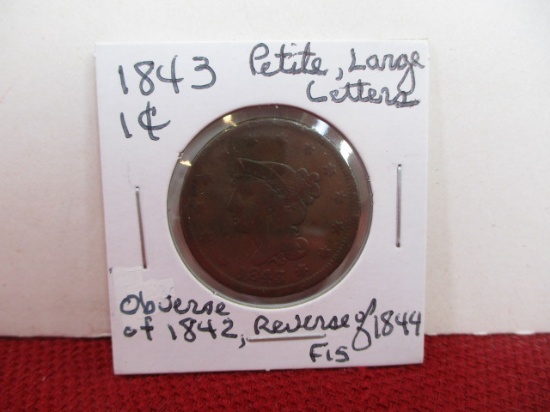 1843 Petite, Large
1¢ Letters
Obverse
of 1842, Reverse of 1844
F15